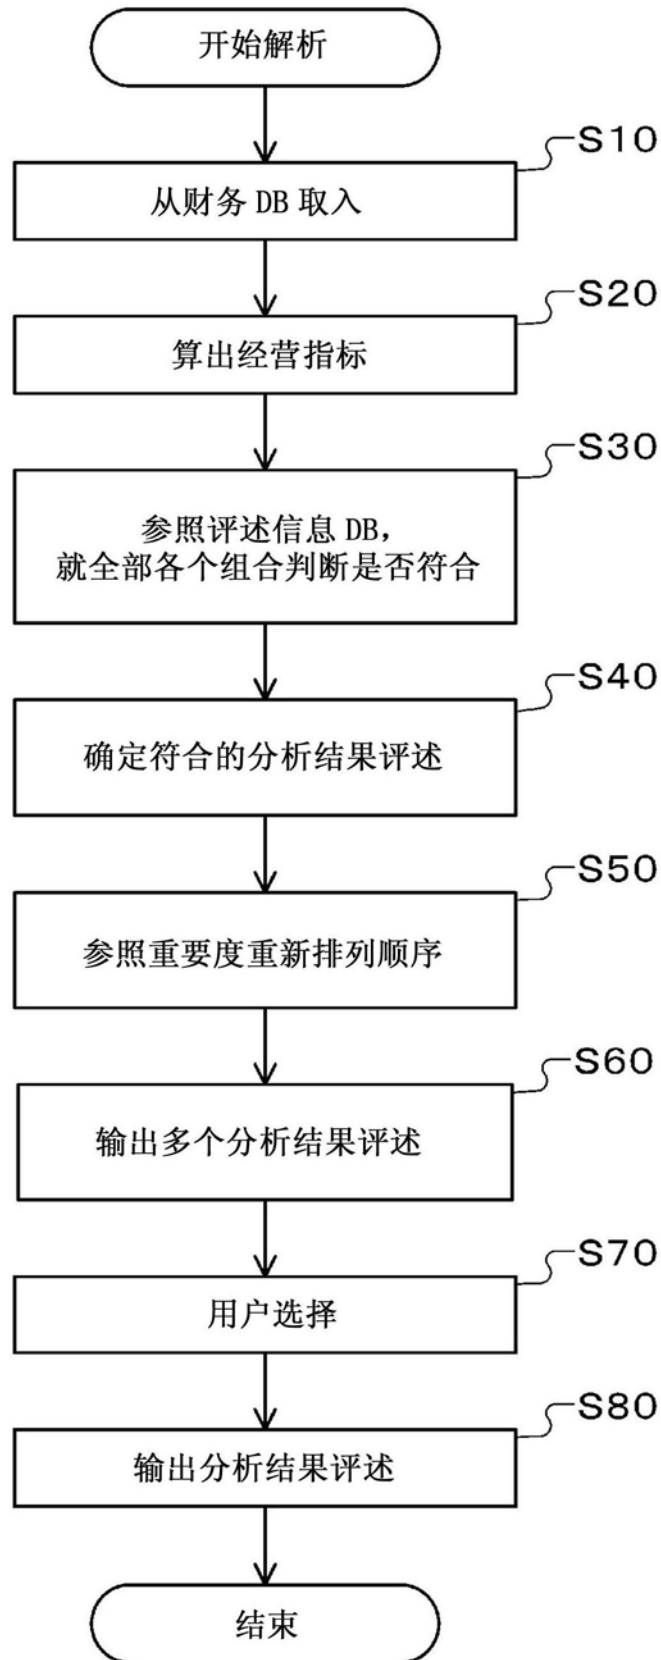 开始解析
S10
从财务 DB 取入
S20
算出经营指标
S30
参照评述信息 DB,
就全部各个组合判断是否符合
S40
确定符合的分析结果评述
S50
参照重要度重新排列顺序
S60
输出多个分析结果评述
S70
用户选择
S80
输出分析结果评述
结束